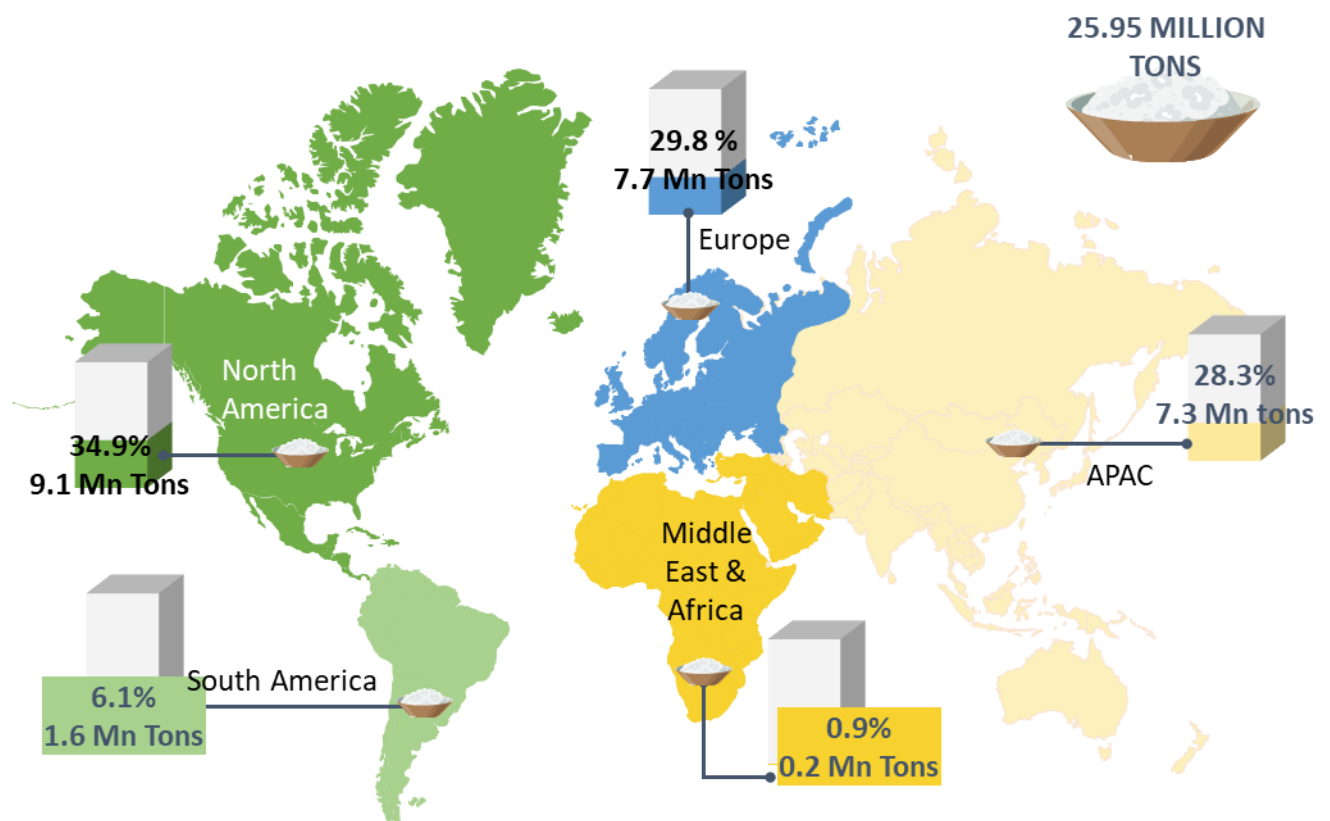 25.95 MILLION
TONS
29.8 %
7.7 Mn Tons
Europe
North
America
34.9%
9.1 Mn Tons
28.3%
7.3 Mn tons
APAC
Middle
East &
Africa
South America
6.1%
1.6 Mn Tons
0.9%
0.2 Mn Tons